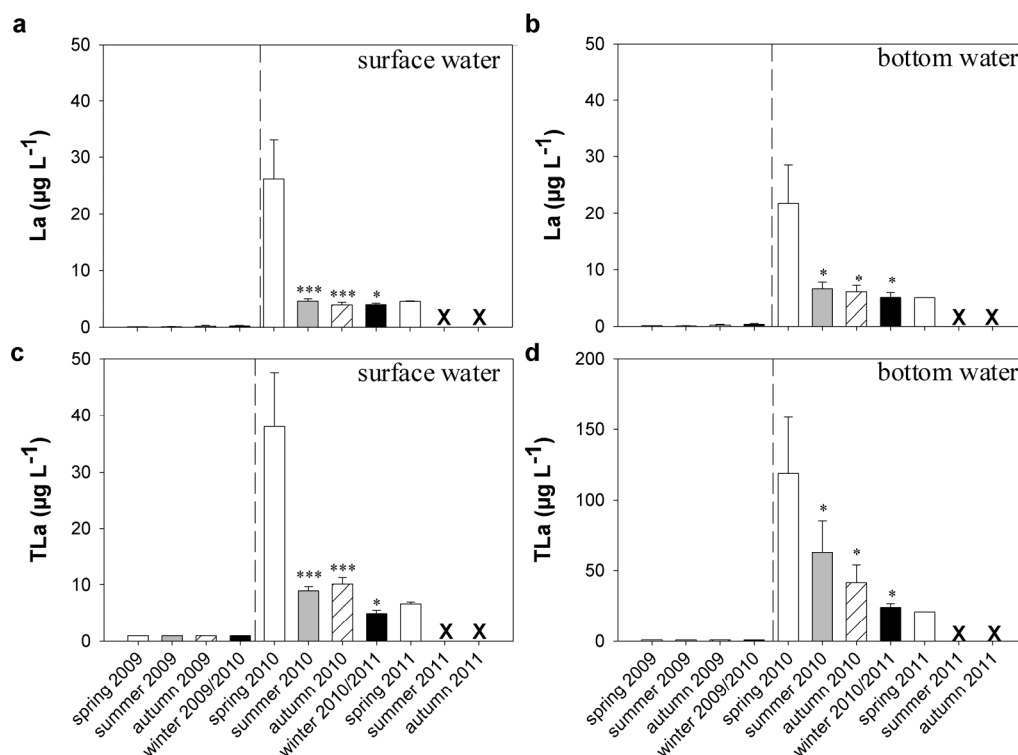 a
surface water
50
40
30
20
10
0
La (µg L⁻¹)
*** *** * X X
b
bottom water
50
40
30
20
10
0
La (µg L⁻¹)
* * * X X
c
surface water
50
40
30
20
10
0
TLa (µg L⁻¹)
*** *** * X X
spring 2009
summer 2009
autumn 2009
winter 2009/2010
spring 2010
summer 2010
autumn 2010
winter 2010/2011
spring 2011
summer 2011
autumn 2011
d
bottom water
200
150
100
50
0
TLa (µg L⁻¹)
* * * X X
spring 2009
summer 2009
autumn 2009
winter 2009/2010
spring 2010
summer 2010
autumn 2010
winter 2010/2011
spring 2011
summer 2011
autumn 2011